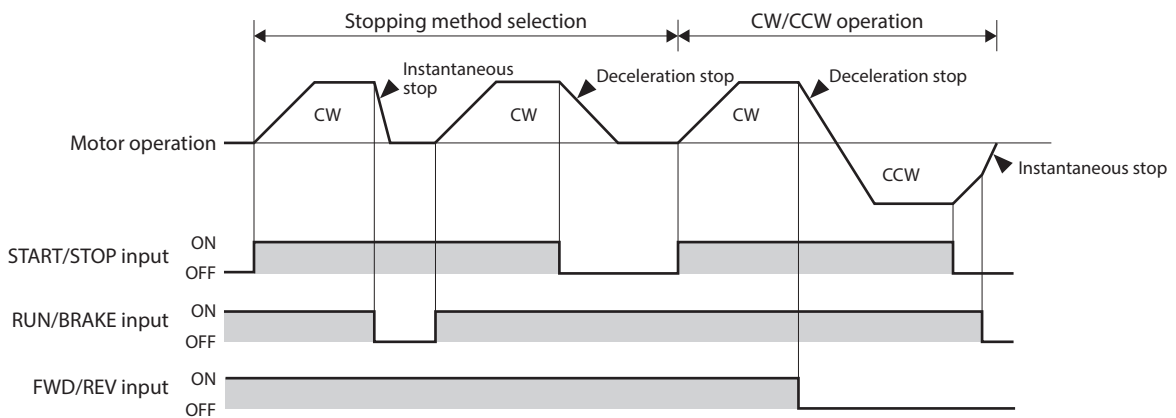 Stopping method selection
CW/CCW operation
Instantaneous
stop
Deceleration stop
Deceleration stop
CW
CW
CW
Motor operation
CCW
Instantaneous stop
START/STOP input
ON
OFF
RUN/BRAKE input
ON
OFF
FWD/REV input
ON
OFF